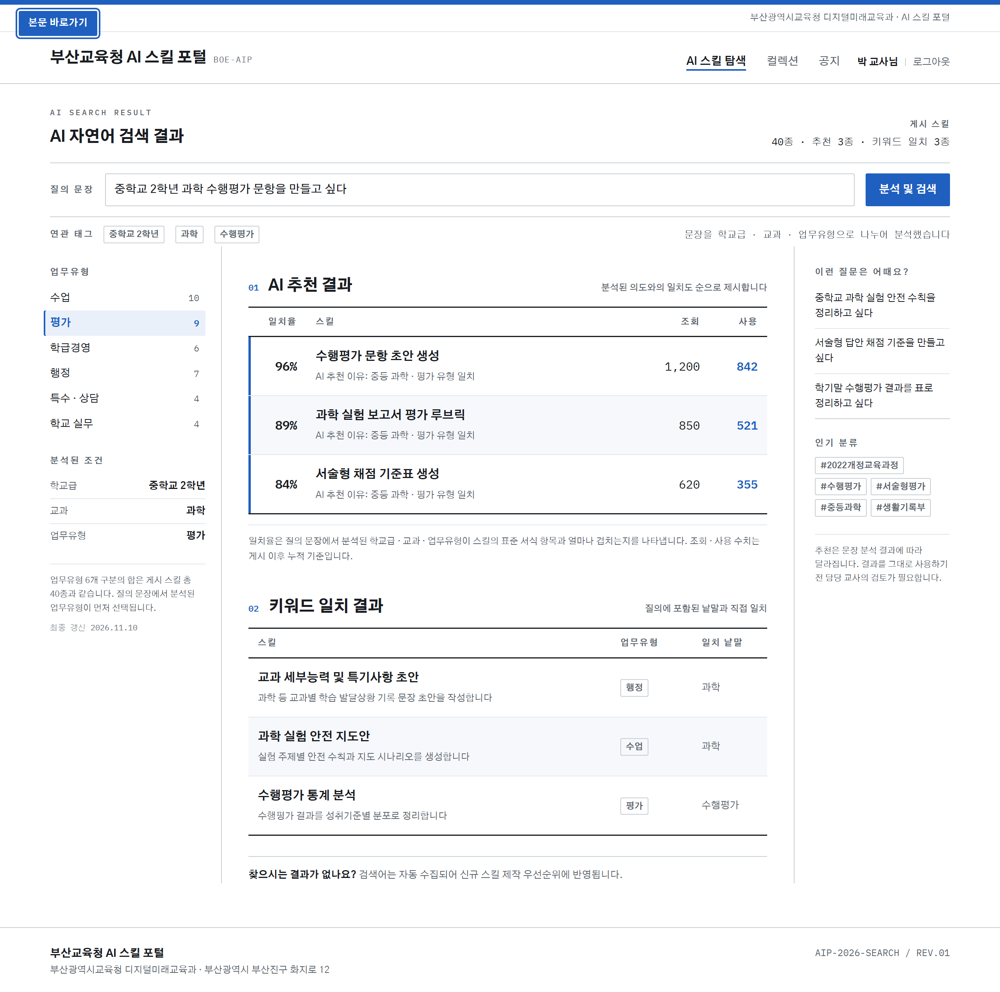 본문 바로가기
부산광역시교육청 디지털미래교육과 · AI 스킬 포털
부산교육청 AI 스킬 포털 BOE-AIP
AI 스킬 탐색 컬렉션 공지 박 교사님 | 로그아웃
AI SEARCH RESULT
AI 자연어 검색 결과
게시 스킬
40종 · 추천 3종 · 키워드 일치 3종
질의 문장 중학교 2학년 과학 수행평가 문항을 만들고 싶다 분석 및 검색
연관 태그 중학교 2학년 과학 수행평가 문장을 학교급 · 교과 · 업무유형으로 나누어 분석했습니다
업무유형
수업 10
평가 9
학급경영 6
행정 7
특수 · 상담 4
학교 실무 4
분석된 조건
학교급 중학교 2학년
교과 과학
업무유형 평가
업무유형 6개 구분의 합은 게시 스킬 총
40종과 같습니다. 질의 문장에서 분석된
업무유형이 먼저 선택됩니다.
최종 갱신 2026.11.10
01 AI 추천 결과 분석된 의도와의 일치도 순으로 제시합니다
일치율 스킬 조회 사용
96% 수행평가 문항 초안 생성 1,200 842
AI 추천 이유: 중등 과학 · 평가 유형 일치
89% 과학 실험 보고서 평가 루브릭 850 521
AI 추천 이유: 중등 과학 · 평가 유형 일치
84% 서술형 채점 기준표 생성 620 355
AI 추천 이유: 중등 과학 · 평가 유형 일치
일치율은 질의 문장에서 분석된 학교급 · 교과 · 업무유형이 스킬의 표준 서식 항목과 얼마나 겹치는지를 나타냅니다. 조회 · 사용 수치는
게시 이후 누적 기준입니다.
02 키워드 일치 결과 질의에 포함된 낱말과 직접 일치
스킬 업무유형 일치 낱말
교과 세부능력 및 특기사항 초안 행정 과학
과학 등 교과별 학습 발달상황 기록 문장 초안을 작성합니다
과학 실험 안전 지도안 수업 과학
실험 주제별 안전 수칙과 지도 시나리오를 생성합니다
수행평가 통계 분석 평가 수행평가
수행평가 결과를 성취기준별 분포로 정리합니다
찾으시는 결과가 없나요? 검색어는 자동 수집되어 신규 스킬 제작 우선순위에 반영됩니다.
이런 질문은 어때요?
중학교 과학 실험 안전 수칙을
정리하고 싶다
서술형 답안 채점 기준을 만들고
싶다
학기말 수행평가 결과를 표로
정리하고 싶다
인기 분류
#2022개정교육과정
#수행평가 #서술형평가
#중등과학 #생활기록부
추천은 문장 분석 결과에 따라
달라집니다. 결과를 그대로 사용하기
전 담당 교사의 검토가 필요합니다.
부산교육청 AI 스킬 포털
부산광역시교육청 디지털미래교육과 · 부산광역시 부산진구 화지로 12
AIP-2026-SEARCH / REV.01